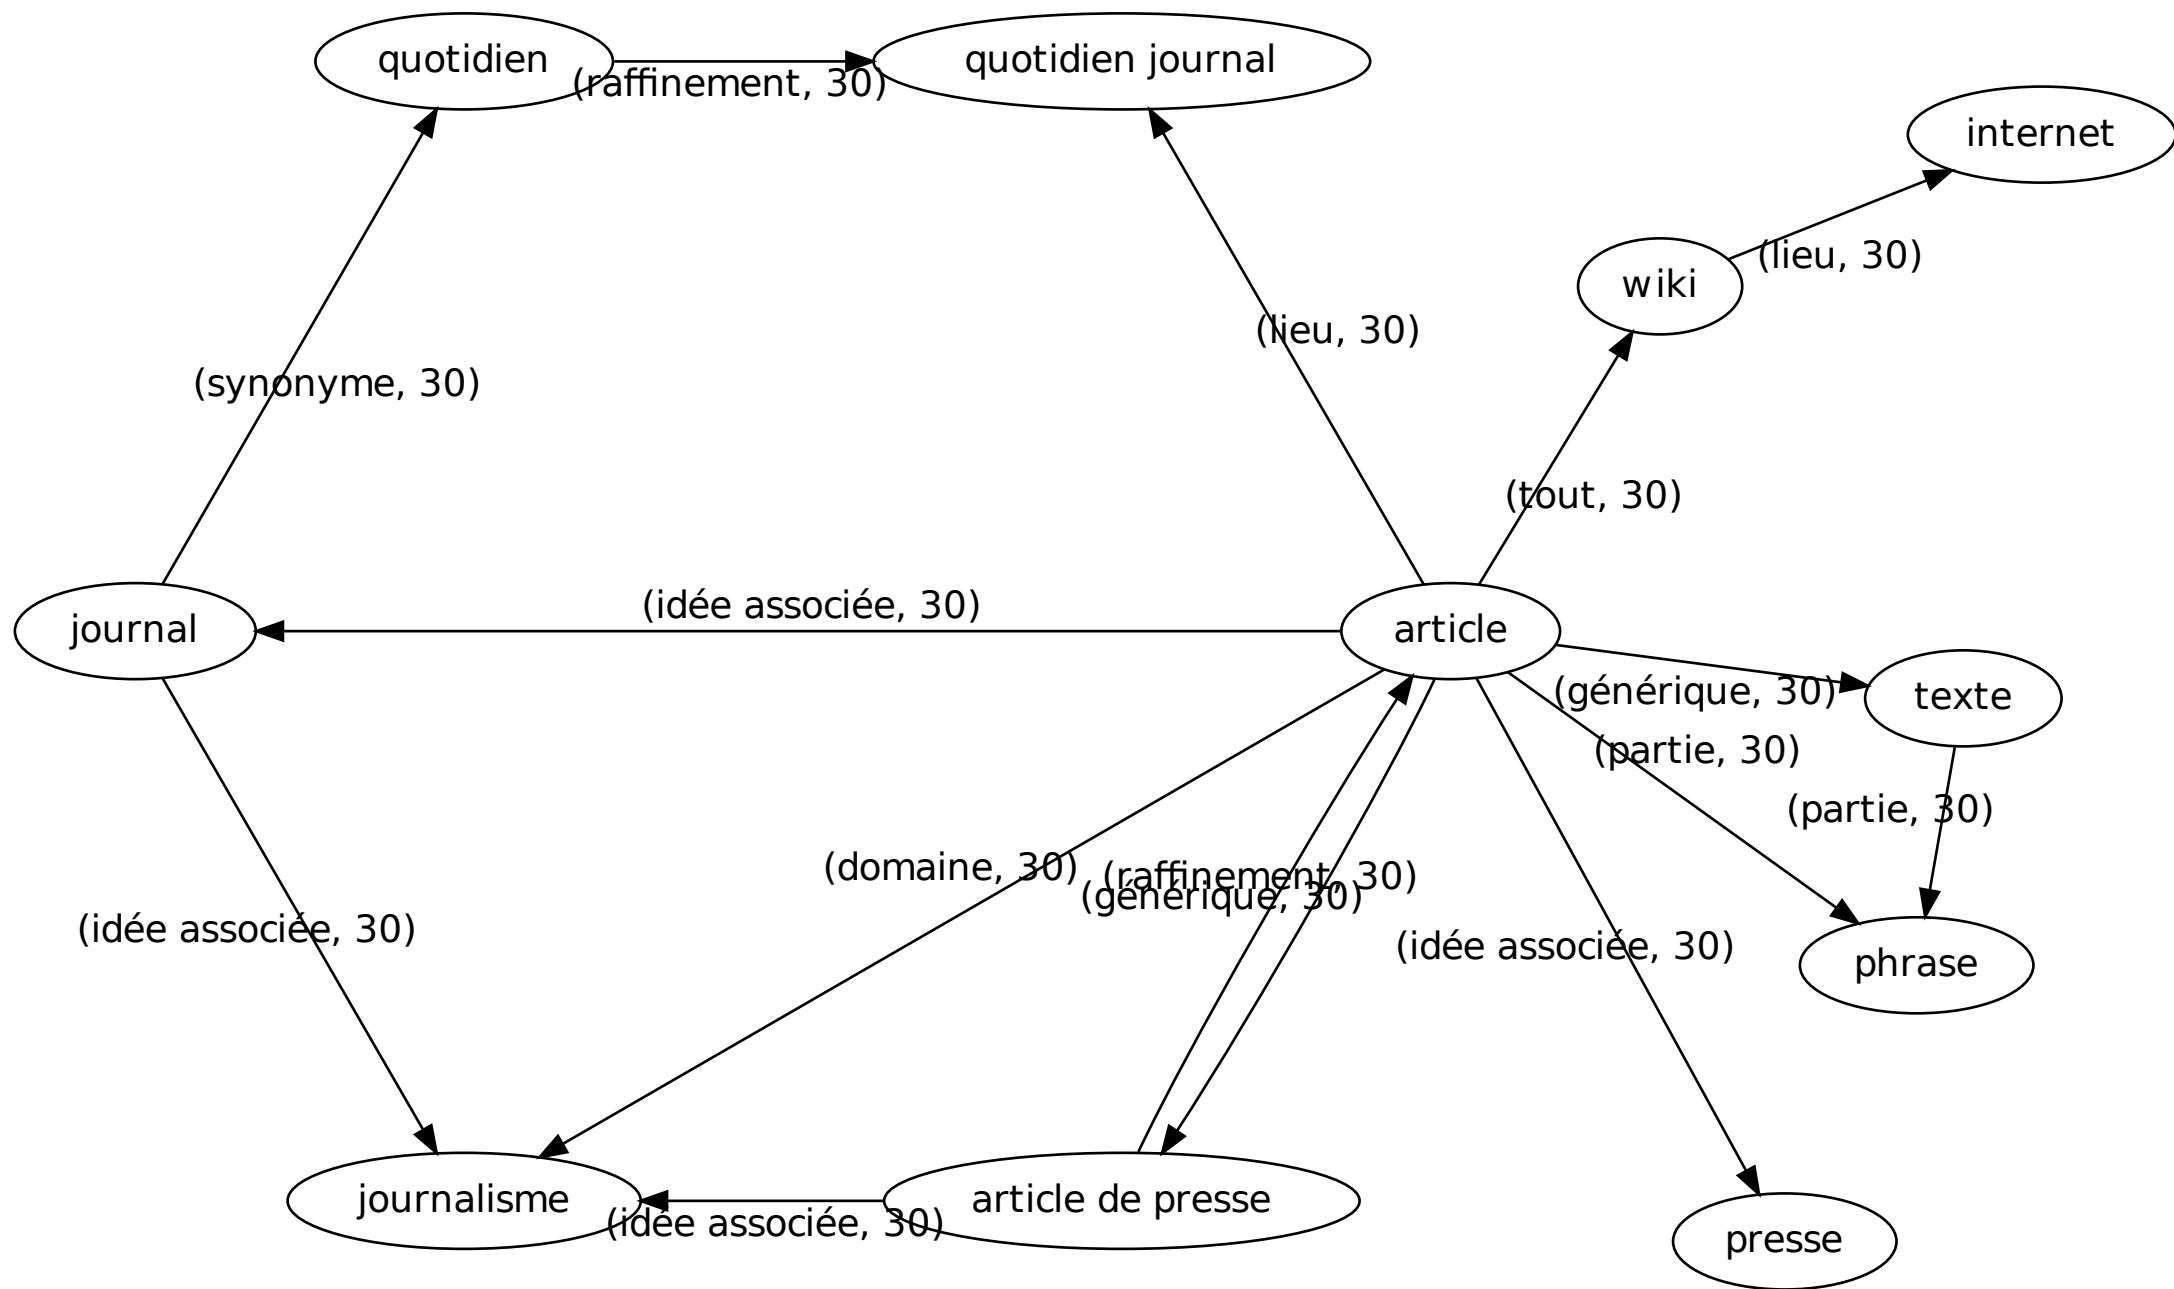 quotidien
quotidien journal
(raffinement, 30)
internet
(lieu, 30)
wiki
(lieu, 30)
(synonyme, 30)
(tout, 30)
(idée associée, 30)
journal
article
(générique, 30)
texte
(partie, 30)
(partie, 30)
(domaine, 30)
(raffinement, 30)
(générique, 30)
(idée associée, 30)
(idée associée, 30)
phrase
journalisme
article de presse
(idée associée, 30)
presse